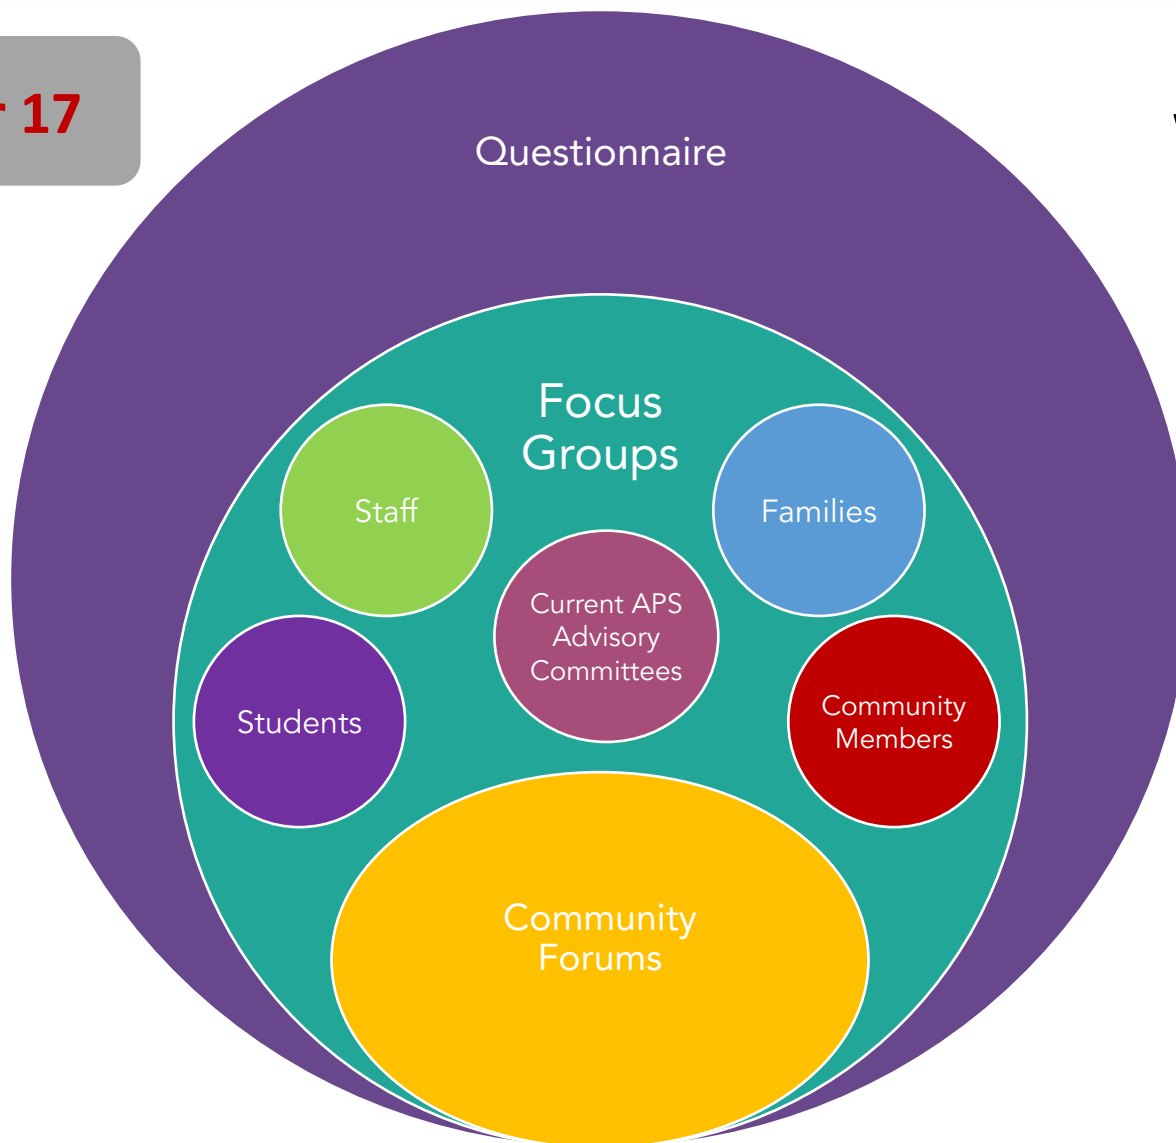 17
Questionnaire
Focus
Groups
Staff
Families
Current APS
Advisory
Committees
Students
Community
Members
Community
Forums